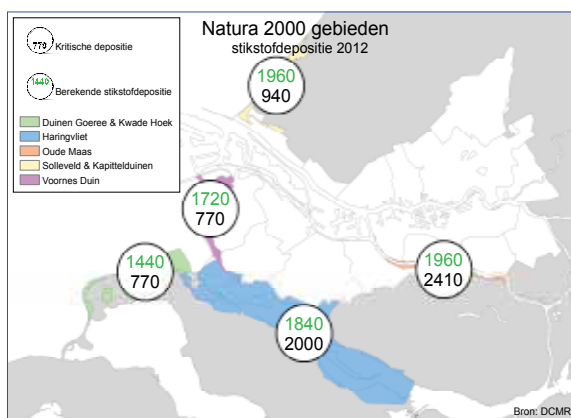 Natura 2000 gebieden
stikstofdepositie 2012
770
Kritische depositie
1440
Berekende stikstofdepositie
Duinen Goeree & Kwade Hoek
Haringvliet
Oude Maas
Solleveld & Kapittelduinen
Voornes Duin
1960
940
1720
770
1440
770
1960
2410
1840
2000
Bron: DCMR